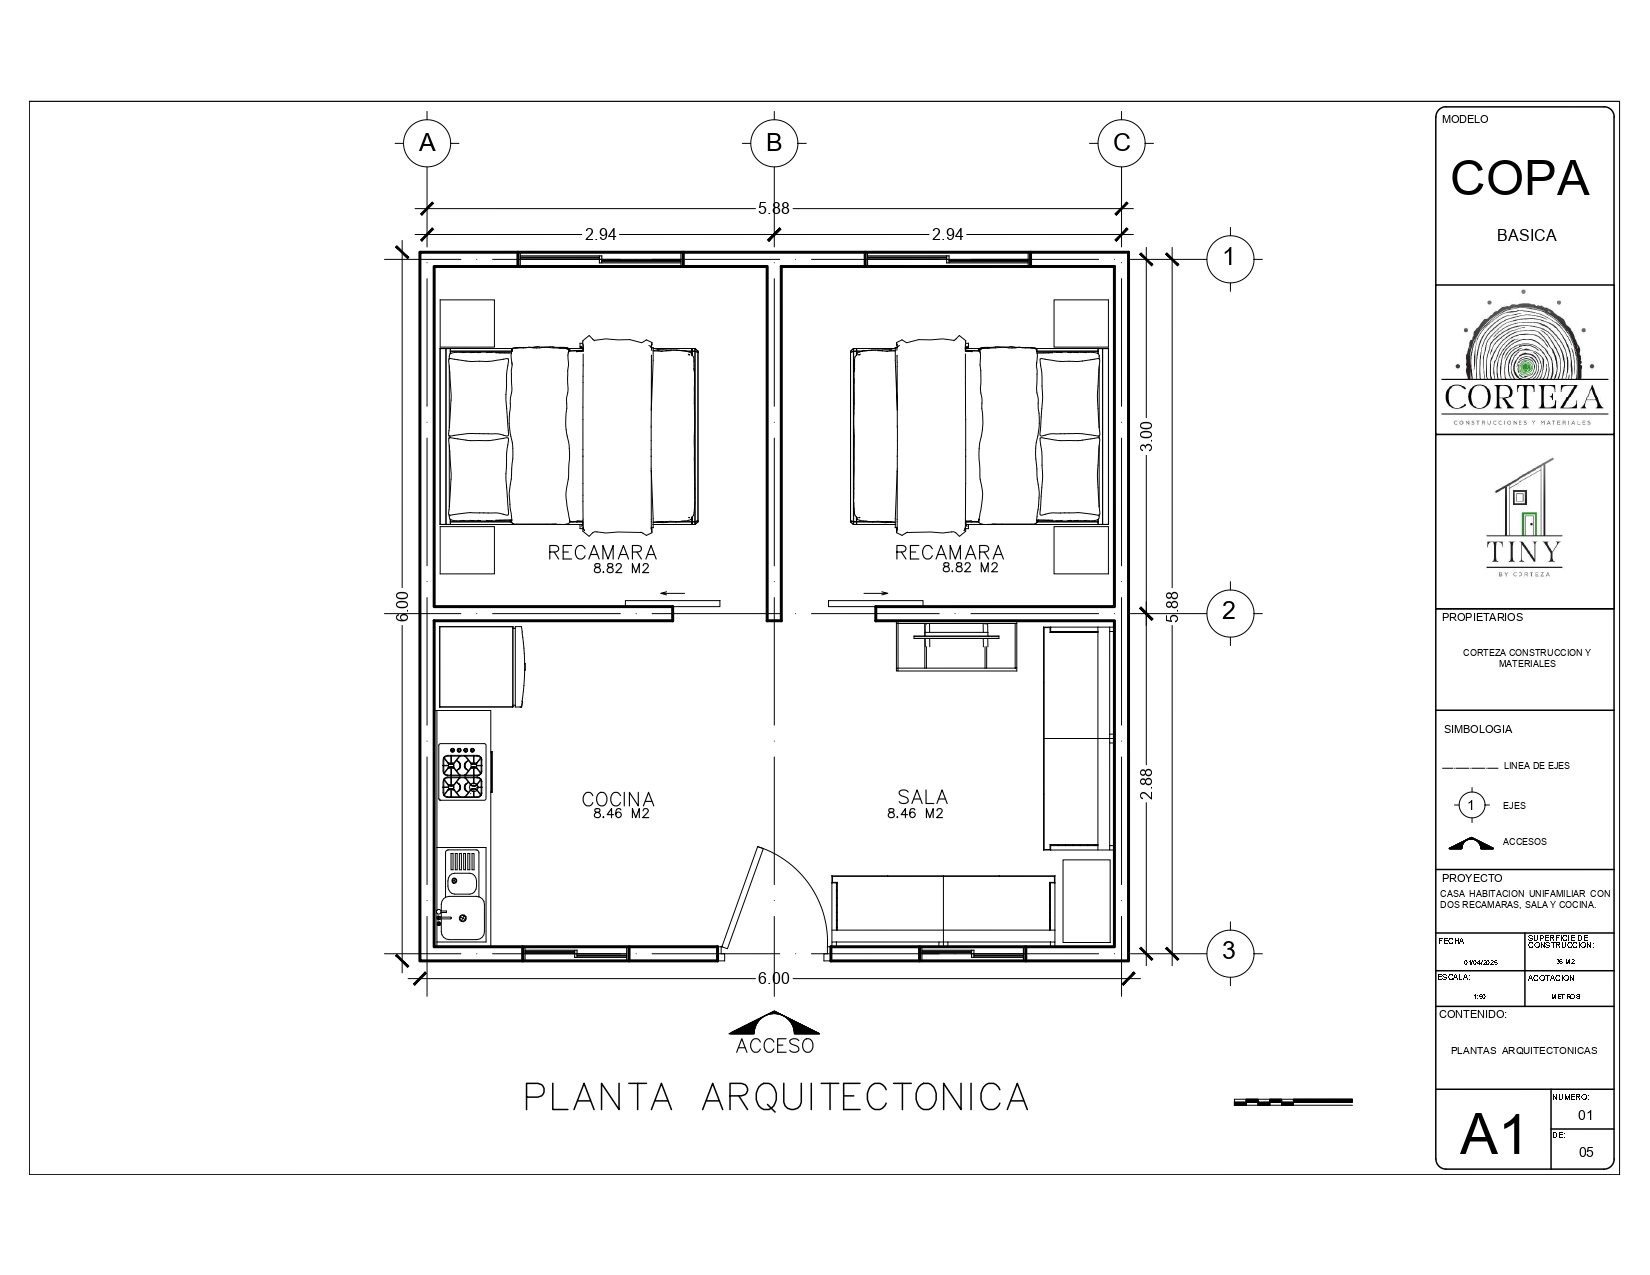 A
B
C
5.88
2.94
2.94
1
2
3
3.00
2.88
5.88
6.00
6.00
RECAMARA
8.82 M2
RECAMARA
8.82 M2
COCINA
8.46 M2
SALA
8.46 M2
ACCESO
PLANTA ARQUITECTONICA
MODELO
COPA
BASICA
CORTEZA
CONSTRUCCIONES Y MATERIALES
TINY
BY CORTEZA
PROPIETARIOS
CORTEZA CONSTRUCCION Y
MATERIALES
SIMBOLOGIA
LINEA DE EJES
1
EJES
ACCESOS
PROYECTO
CASA HABITACION UNIFAMILIAR CON
DOS RECAMARAS, SALA Y COCINA.
FECHA
01/04/2025
SUPERFICIE DE
CONSTRUCCION:
36 M2
ESCALA:
1:50
ACOTACION
METROS
CONTENIDO:
PLANTAS ARQUITECTONICAS
A1
NUMERO:
01
DE:
05